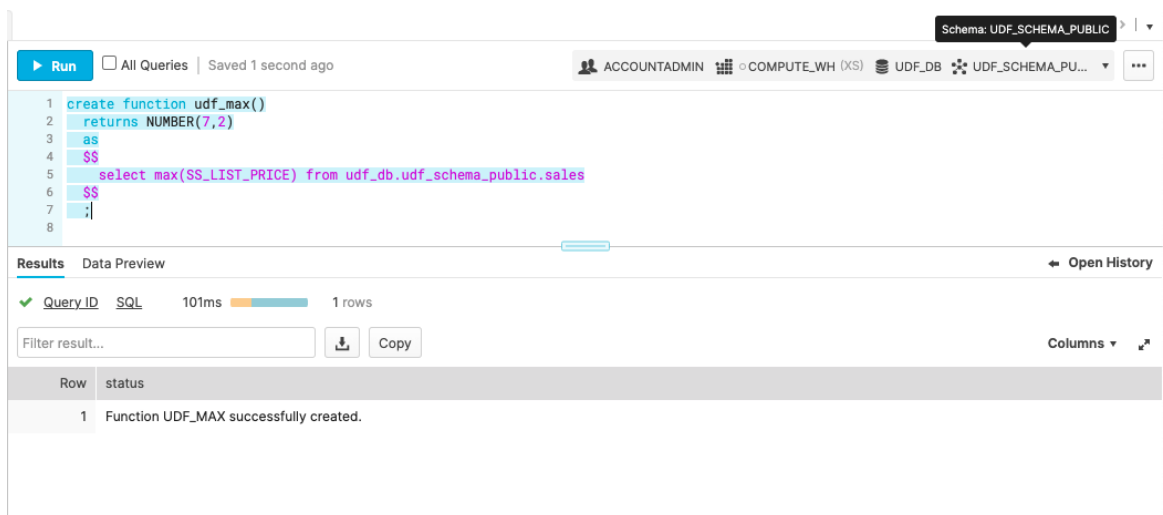 Schema: UDF_SCHEMA_PUBLIC
Run All Queries Saved 1 second ago ACCOUNTADMIN COMPUTE_WH (XS) UDF_DB UDF_SCHEMA_PU...
1 create function udf_max()
2 returns NUMBER(7,2)
3 as
4 $$
5 select max(SS_LIST_PRICE) from udf_db.udf_schema_public.sales
6 $$
7 ;
8
Results Data Preview Open History
Query ID SQL 101ms 1 rows
Filter result... Copy Columns
Row status
1 Function UDF_MAX successfully created.